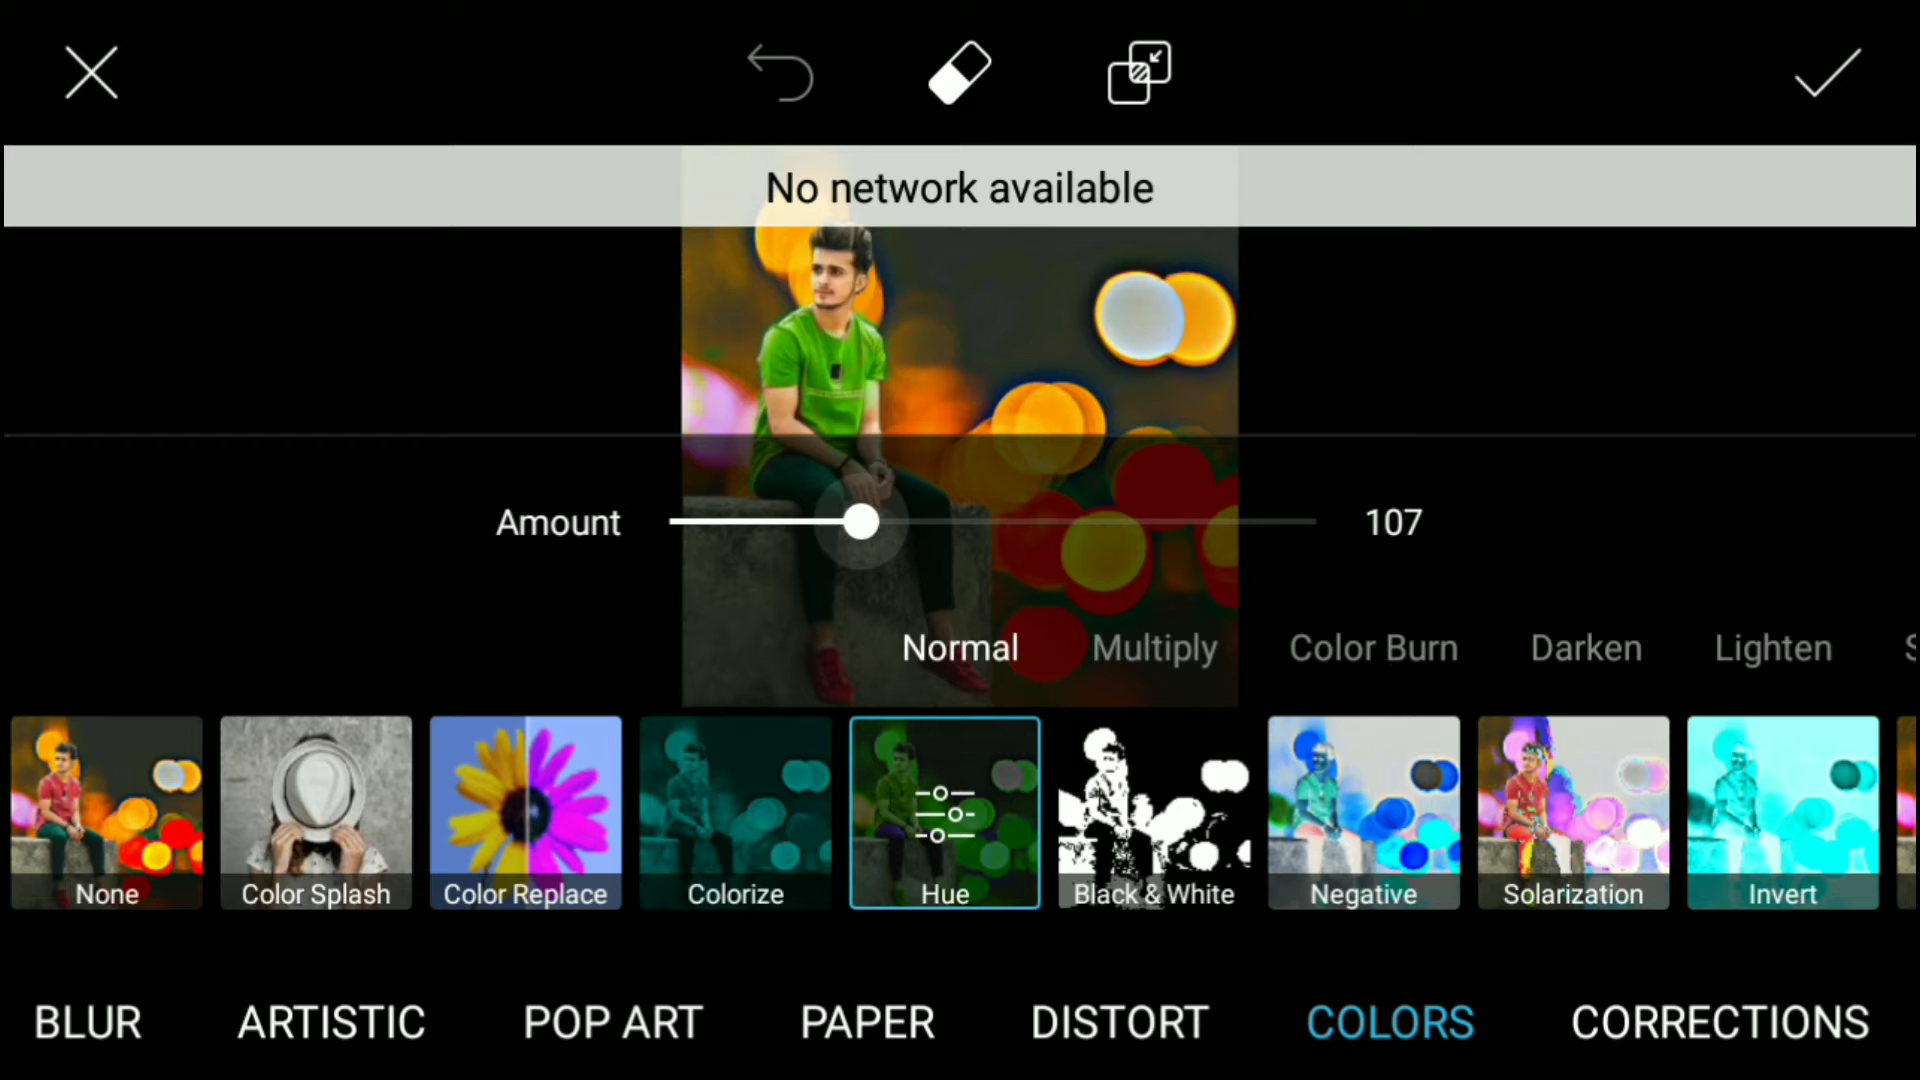 No network available
Amount 107
Normal Multiply Color Burn Darken Lenten
None Color Splash Color Replace Colorize Hue Black & White Negative Solarization Invert
BLUR ARTISTIC POP ART PAPER DISTORT COLORS CORRECTIONS